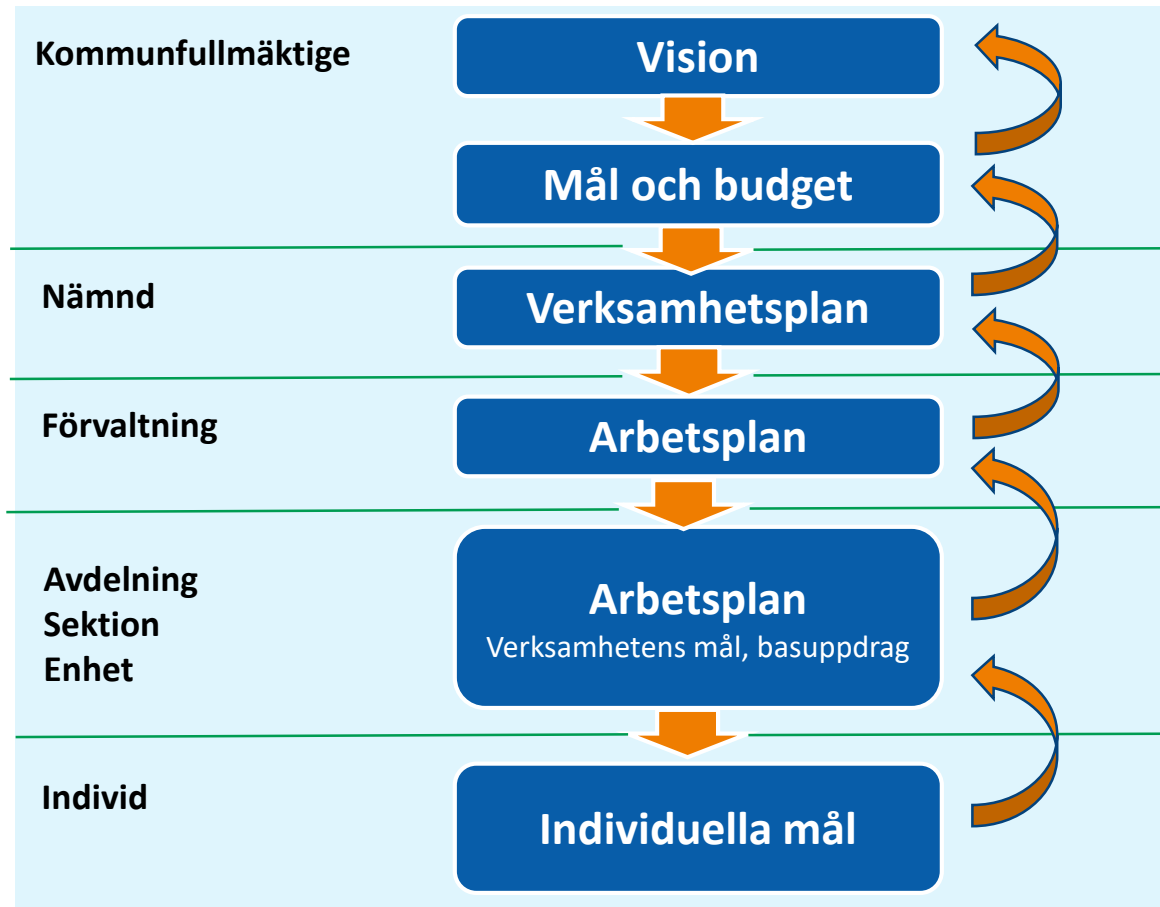 Kommunfullmäktige
Vision
Mål och budget
Nämnd
Verksamhetsplan
Förvaltning
Arbetsplan
Avdelning
Sektion
Enhet
Arbetsplan
Verksamhetens mål, basuppdrag
Individ
Individuella mål